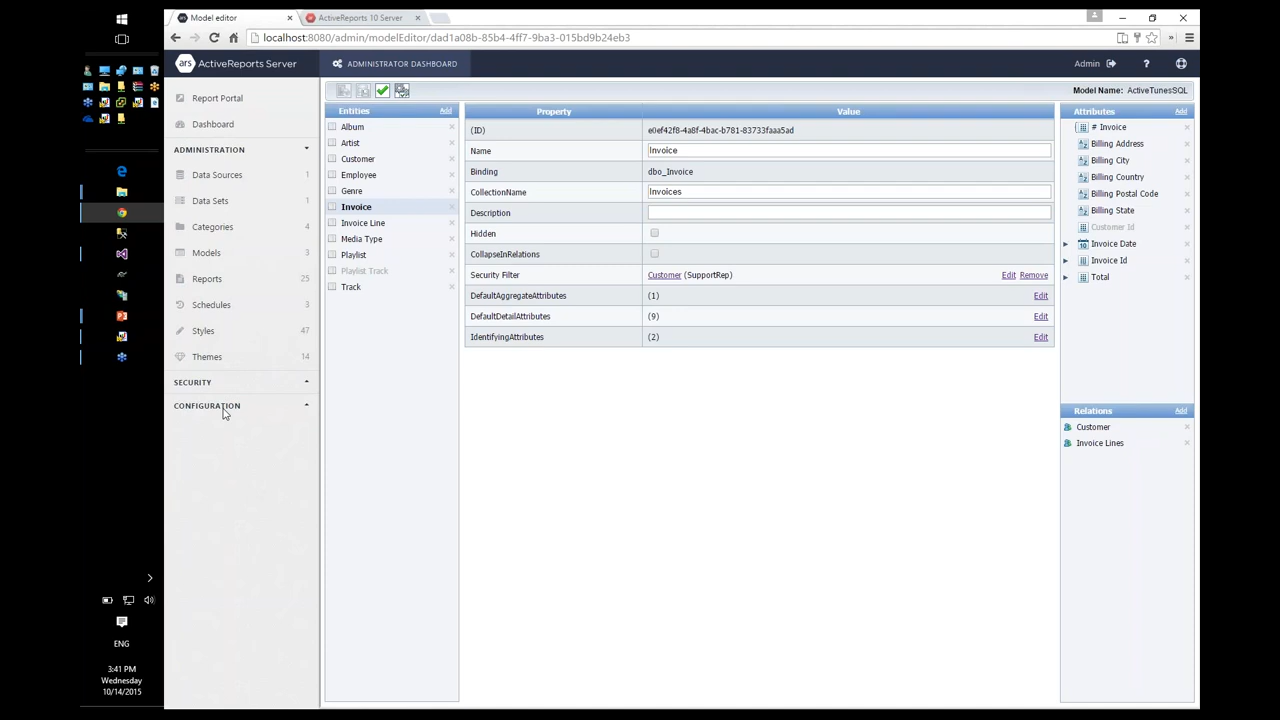 Model editor
ActiveReports 10 Server
localhost:8080/admin/modelEditor/dad1a08b-85b4-4ff7-9ba3-015bd9b24eb3
ars ActiveReports Server
ADMINISTRATOR DASHBOARD
Admin
?
Report Portal
Dashboard
ADMINISTRATION
Data Sources 1
Data Sets 1
Categories 4
Models 3
Reports 25
Schedules 3
Styles 47
Themes 14
SECURITY
CONFIGURATION
Model Name: ActiveTunesSQL
Entities Add
Album
Artist
Customer
Employee
Genre
Invoice
Invoice Line
Media Type
Playlist
Playlist Track
Track
Property Value
(ID) e0ef42f8-4a8f-4bac-b781-83733faaa5ad
Name Invoice
Binding dbo_Invoice
CollectionName Invoices
Description
Hidden
CollapseInRelations
Security Filter Customer (SupportRep) Edit Remove
DefaultAggregateAttributes (1) Edit
DefaultDetailAttributes (9) Edit
IdentifyingAttributes (2) Edit
Attributes Add
# Invoice
Billing Address
Billing City
Billing Country
Billing Postal Code
Billing State
Customer Id
Invoice Date
Invoice Id
Total
Relations Add
Customer
Invoice Lines
ENG
3:41 PM
Wednesday
10/14/2015